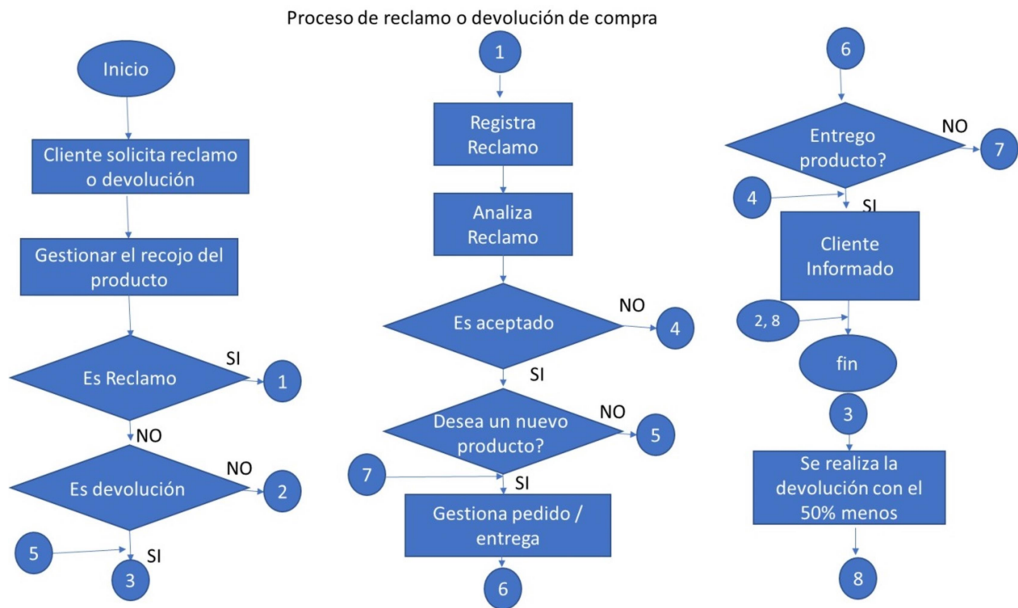 Proceso de reclamo o devolución de compra
Inicio
Cliente solicita reclamo
o devolución
Gestionar el recojo del
producto
Es Reclamo
SI
1
NO
Es devolución
NO
2
5
SI
3
1
Registra
Reclamo
Analiza
Reclamo
Es aceptado
NO
4
SI
Desea un nuevo
producto?
NO
5
7
SI
Gestiona pedido /
entrega
6
6
Entrego
producto?
NO
7
4
SI
Cliente
Informado
2, 8
fin
3
Se realiza la
devolución con el
50% menos
8